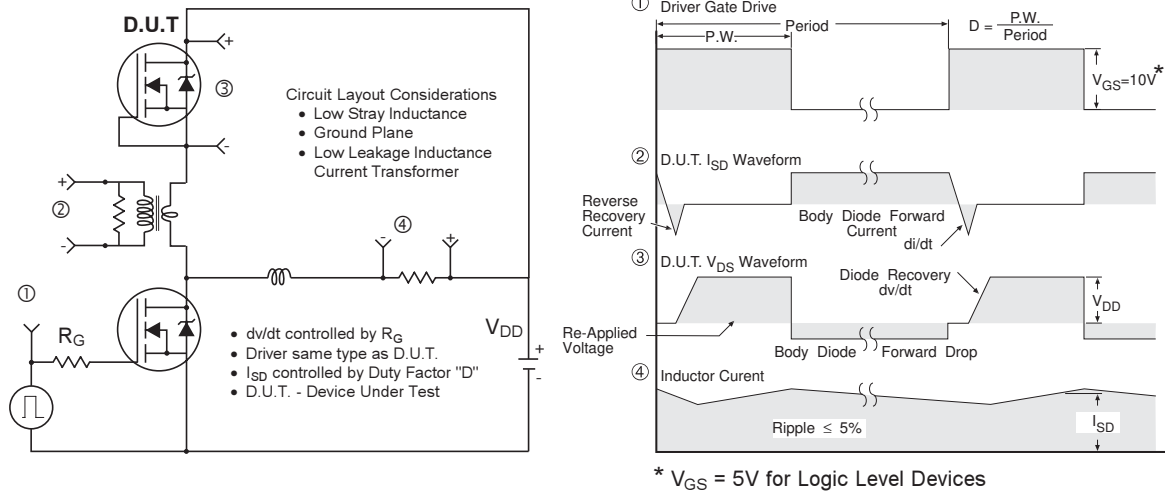 D.U.T
+
③
-
Circuit Layout Considerations
• Low Stray Inductance
• Ground Plane
• Low Leakage Inductance
Current Transformer
+
②
-
④
-
+
①
R_G
V_DD
+
-
• dv/dt controlled by R_G
• Driver same type as D.U.T.
• I_SD controlled by Duty Factor "D"
• D.U.T. - Device Under Test
① Driver Gate Drive
P.W.
Period
D = P.W. / Period
V_GS=10V*
② D.U.T. I_SD Waveform
Reverse
Recovery
Current
Body Diode Forward
Current
di/dt
③ D.U.T. V_DS Waveform
Diode Recovery
dv/dt
V_DD
Re-Applied
Voltage
Body Diode Forward Drop
④ Inductor Curent
Ripple ≤ 5%
I_SD
* V_GS = 5V for Logic Level Devices